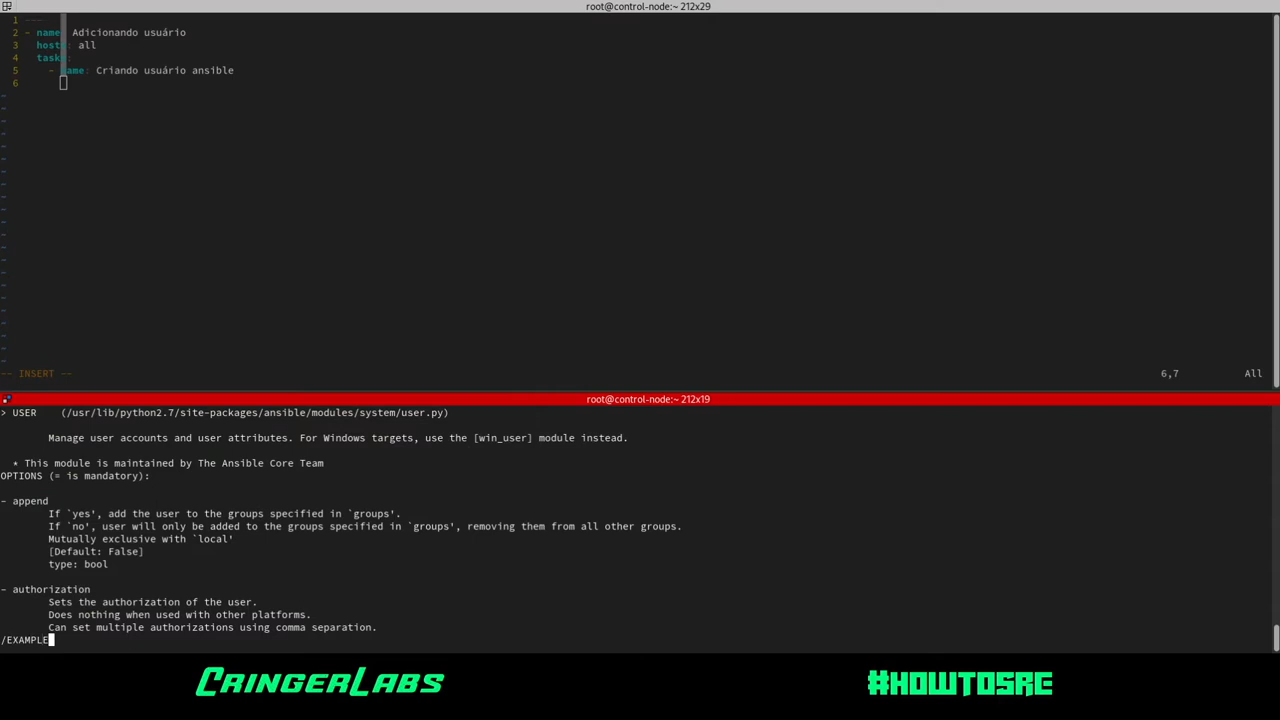 root@control-node:~ 212x29
1 ---
2 - name: Adicionando usuário
3 hosts: all
4 tasks:
5 - name: Criando usuário ansible
6
-- INSERT -- 6,7 All
root@control-node:~ 212x19
> USER (/usr/lib/python2.7/site-packages/ansible/modules/system/user.py)
Manage user accounts and user attributes. For Windows targets, use the [win_user] module instead.
* This module is maintained by The Ansible Core Team
OPTIONS (= is mandatory):
- append
If `yes', add the user to the groups specified in `groups'.
If `no', user will only be added to the groups specified in `groups', removing them from all other groups.
Mutually exclusive with `local'
[Default: False]
type: bool
- authorization
Sets the authorization of the user.
Does nothing when used with other platforms.
Can set multiple authorizations using comma separation.
/EXAMPLE
CringerLabs
#HOWTOSRE